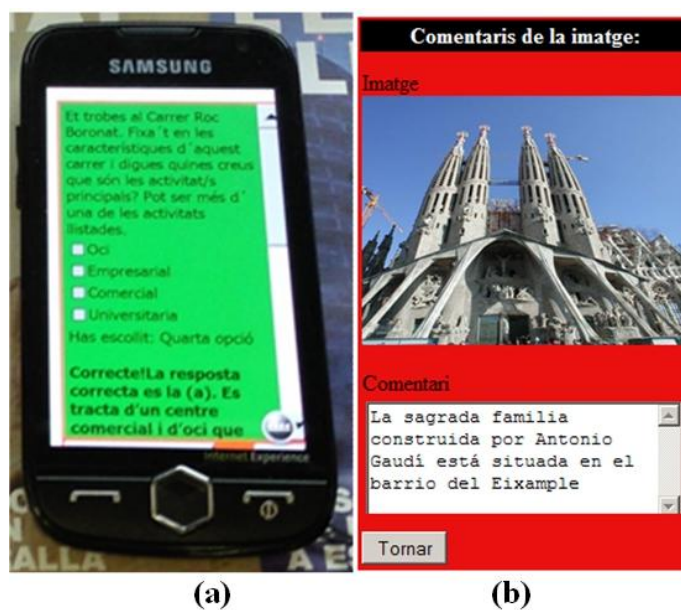 SAMSUNG
Et trobes al Carrer Roc
Boronat. Fixa´t en les
característiques d´aquest
carrer i digues quines creus
que són les activitat/s
principals? Pot ser més d´
una de les activitats
llistades.
Oci
Empresarial
Comercial
Universitaria
Has escollit: Quarta opció
Correcte!La resposta
correcta es la (a). Es
tracta d'un centre
comercial i d'oci que
Internet Experience
(a)
Comentaris de la imatge:
Imatge
Comentari
La sagrada familia
construida por Antonio
Gaudí está situada en el
barrio del Eixample
Tornar
(b)